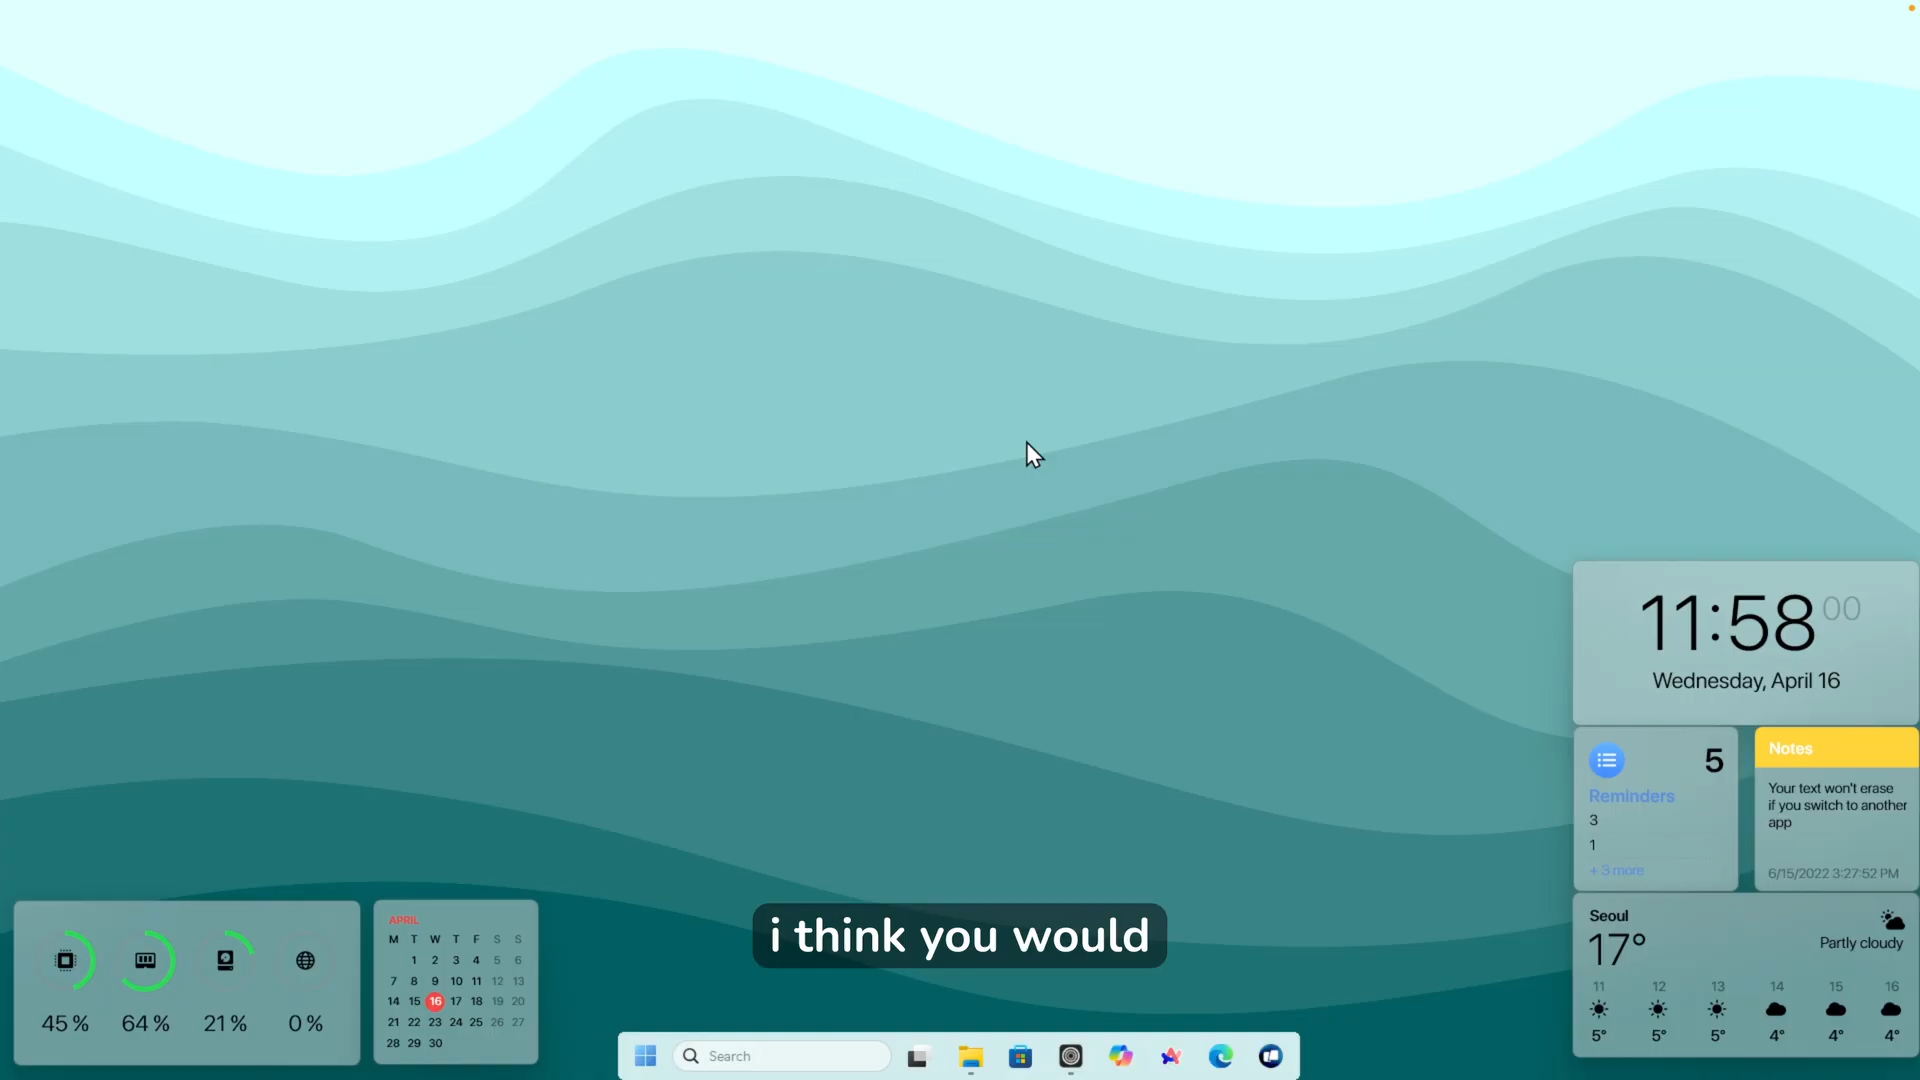 11:58 00
Wednesday, April 16
5
Reminders
3
1
+ 3 more
Notes
Your text won't erase
if you switch to another
app
6/15/2022 3:27:52 PM
Seoul
17°
Partly cloudy
11 12 13 14 15 16
5° 5° 5° 4° 4° 4°
45 % 64 % 21 % 0 %
APRIL
M T W T F S S
1 2 3 4 5 6
7 8 9 10 11 12 13
14 15 16 17 18 19 20
21 22 23 24 25 26 27
28 29 30
i think you would
Search